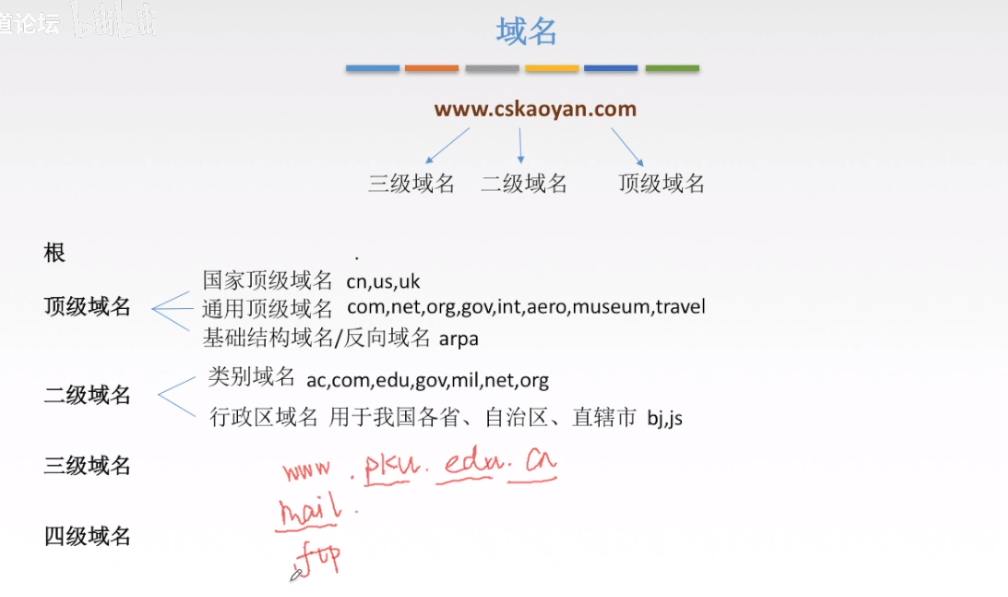 道论坛 bilibili
域名
www.cskaoyan.com
三级域名 二级域名 顶级域名
根 .
国家顶级域名 cn,us,uk
顶级域名 通用顶级域名 com,net,org,gov,int,aero,museum,travel
基础结构域名/反向域名 arpa
类别域名 ac,com,edu,gov,mil,net,org
二级域名
行政区域名 用于我国各省、自治区、直辖市 bj,js
三级域名 www.pku.edu.cn
mail.
四级域名
ftp